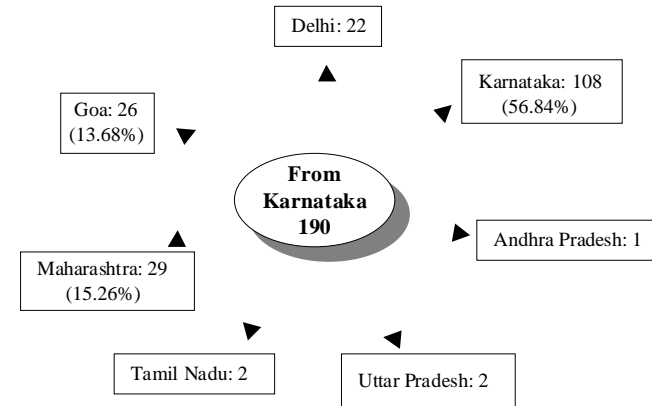 Delhi: 22
Karnataka: 108
(56.84%)
Goa: 26
(13.68%)
From
Karnataka
190
Andhra Pradesh: 1
Maharashtra: 29
(15.26%)
Tamil Nadu: 2
Uttar Pradesh: 2